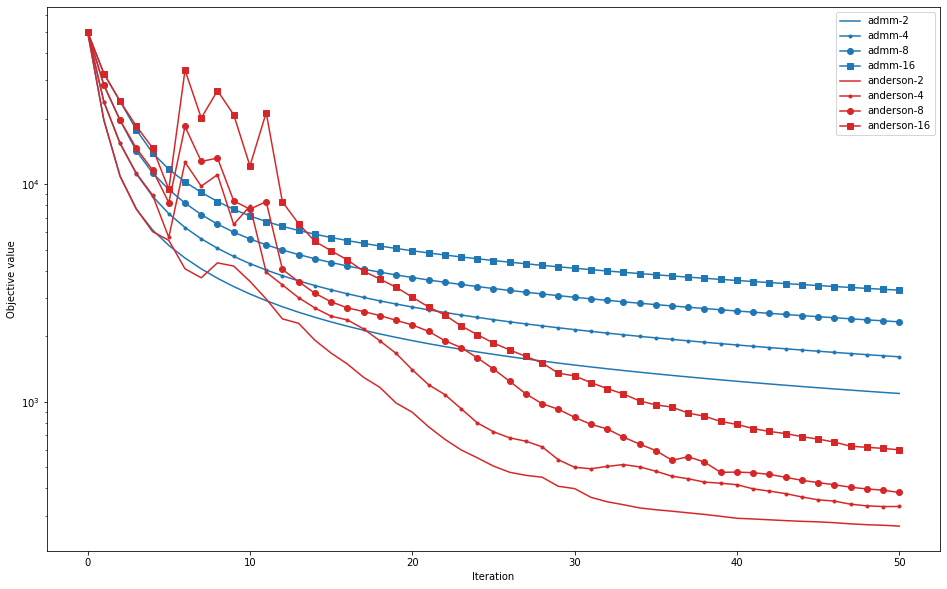 admm-2
admm-4
admm-8
admm-16
anderson-2
anderson-4
anderson-8
anderson-16
10⁴
10³
Objective value
0
10
20
30
40
50
Iteration